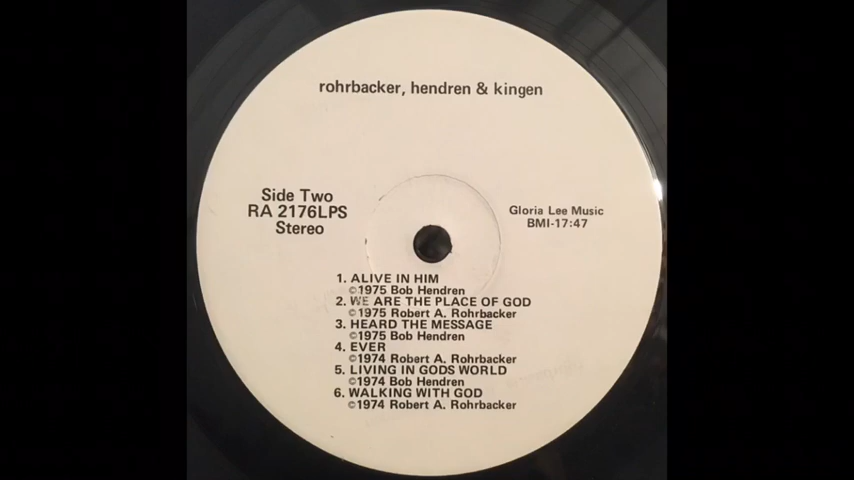 rohrbacker, hendren & kingen
Side Two
RA 2176LPS
Stereo
Gloria Lee Music
BMI-17:47
1. ALIVE IN HIM
©1975 Bob Hendren
2. WE ARE THE PLACE OF GOD
©1975 Robert A. Rohrbacker
3. HEARD THE MESSAGE
©1975 Bob Hendren
4. EVER
©1974 Robert A. Rohrbacker
5. LIVING IN GODS WORLD
©1974 Bob Hendren
6. WALKING WITH GOD
©1974 Robert A. Rohrbacker